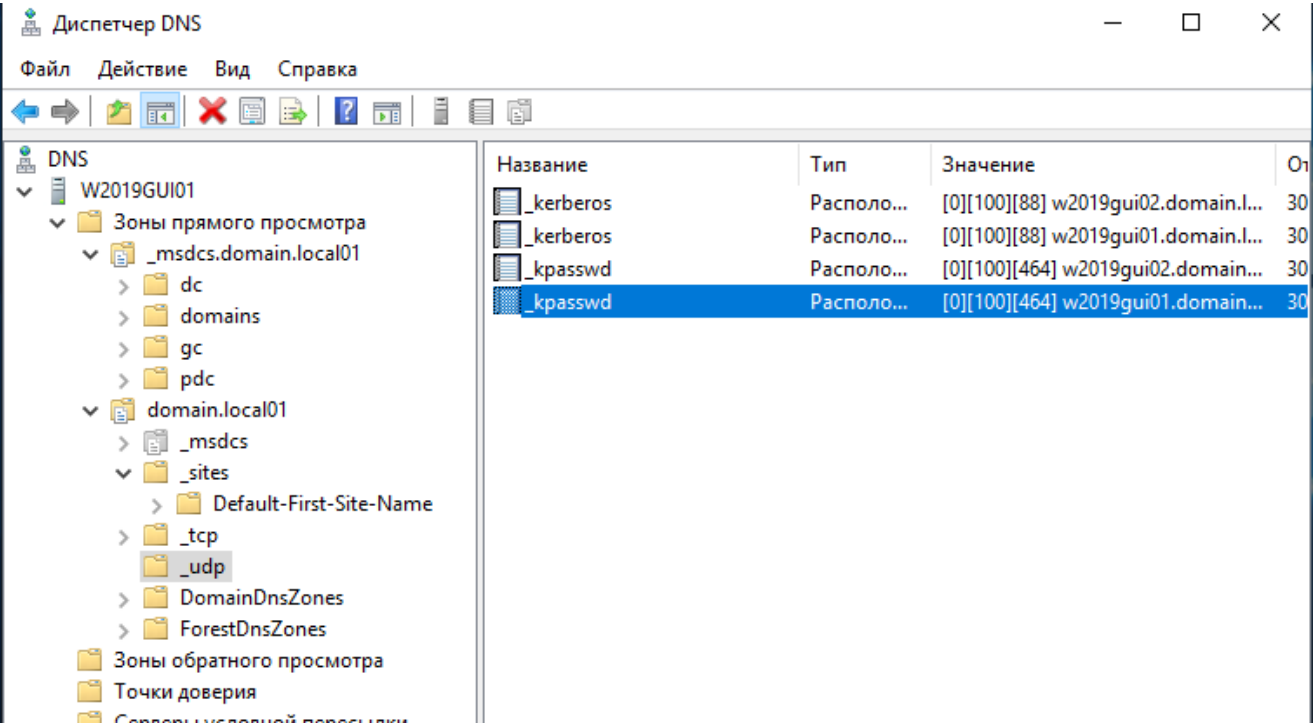 Диспетчер DNS
Файл Действие Вид Справка
DNS
W2019GUI01
Зоны прямого просмотра
_msdcs.domain.local01
dc
domains
gc
pdc
domain.local01
_msdcs
_sites
Default-First-Site-Name
_tcp
_udp
DomainDnsZones
ForestDnsZones
Зоны обратного просмотра
Точки доверия
Серверы условной пересылки
Название Тип Значение
_kerberos Располо... [0][100][88] w2019gui02.domain.l... 30
_kerberos Располо... [0][100][88] w2019gui01.domain.l... 30
_kpasswd Располо... [0][100][464] w2019gui02.domain... 30
_kpasswd Располо... [0][100][464] w2019gui01.domain... 30